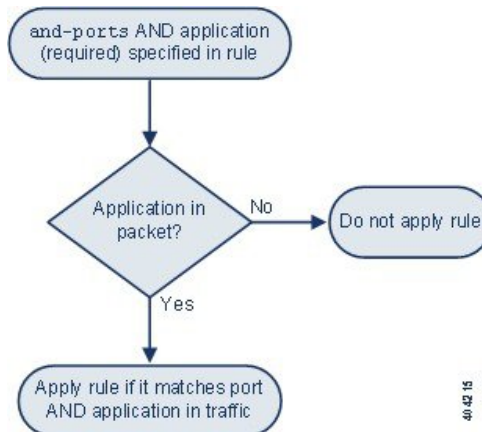 and-ports AND application
(required) specified in rule
Application in
packet?
No
Do not apply rule
Yes
Apply rule if it matches port
AND application in traffic
404215